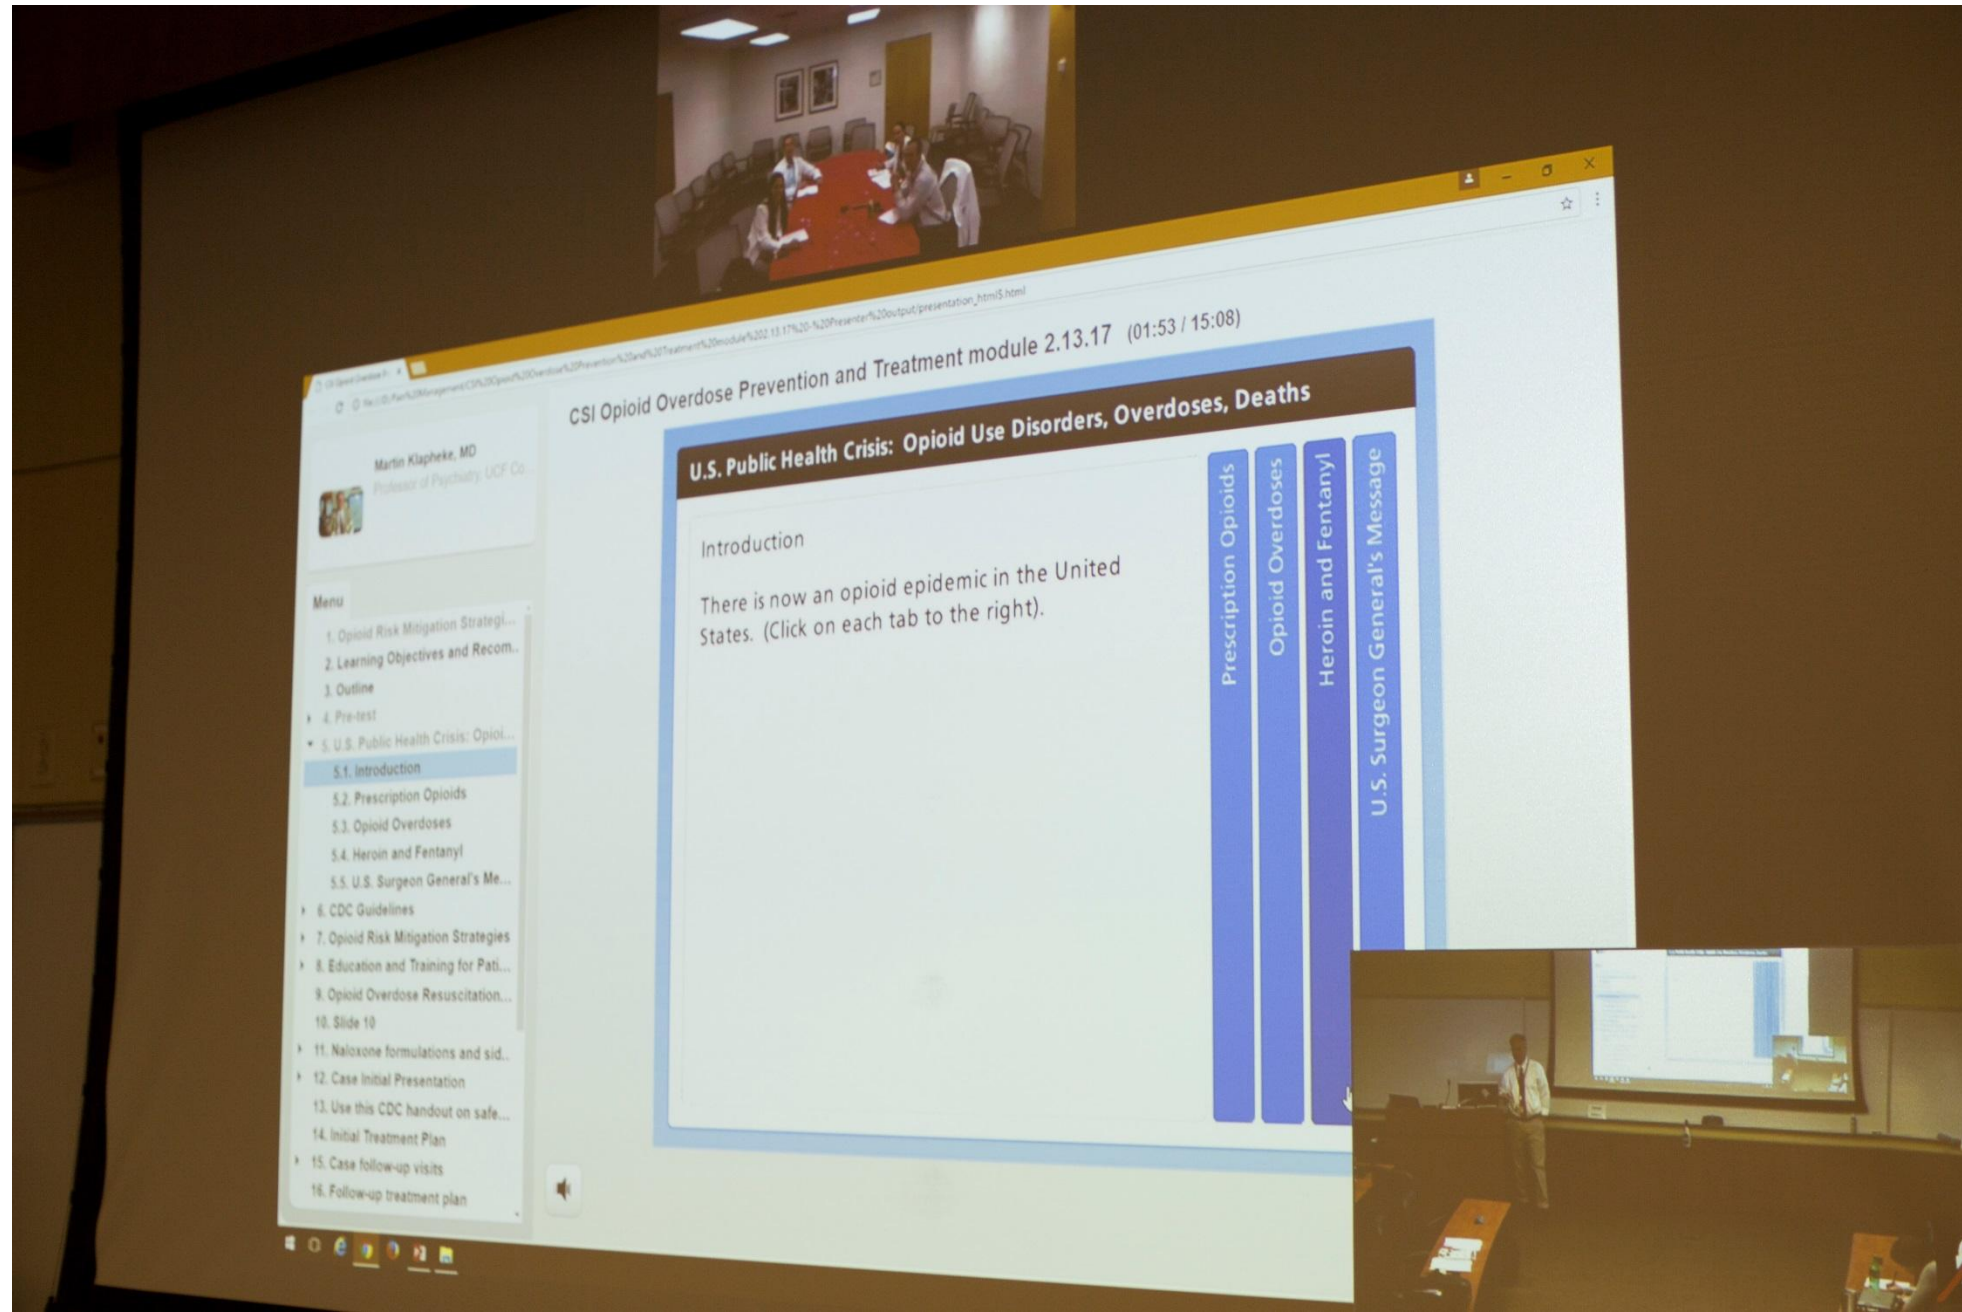 CSI Opioid Overdose Prevention and Treatment module 2.13.17 (01:53 / 15:08)
Martin Klapheke, MD
Professor of Psychiatry, UCF Co...
Menu
1. Opioid Risk Mitigation Strategi...
2. Learning Objectives and Recom..
3. Outline
4. Pre-test
5. U.S. Public Health Crisis: Opioi...
5.1. Introduction
5.2. Prescription Opioids
5.3. Opioid Overdoses
5.4. Heroin and Fentanyl
5.5. U.S. Surgeon General's Me...
6. CDC Guidelines
7. Opioid Risk Mitigation Strategies
8. Education and Training for Pati...
9. Opioid Overdose Resuscitation...
10. Slide 10
11. Naloxone formulations and sid..
12. Case Initial Presentation
13. Use this CDC handout on safe...
14. Initial Treatment Plan
15. Case follow-up visits
16. Follow-up treatment plan
U.S. Public Health Crisis: Opioid Use Disorders, Overdoses, Deaths
Introduction
There is now an opioid epidemic in the United
States. (Click on each tab to the right).
Prescription Opioids
Opioid Overdoses
Heroin and Fentanyl
U.S. Surgeon General's Message